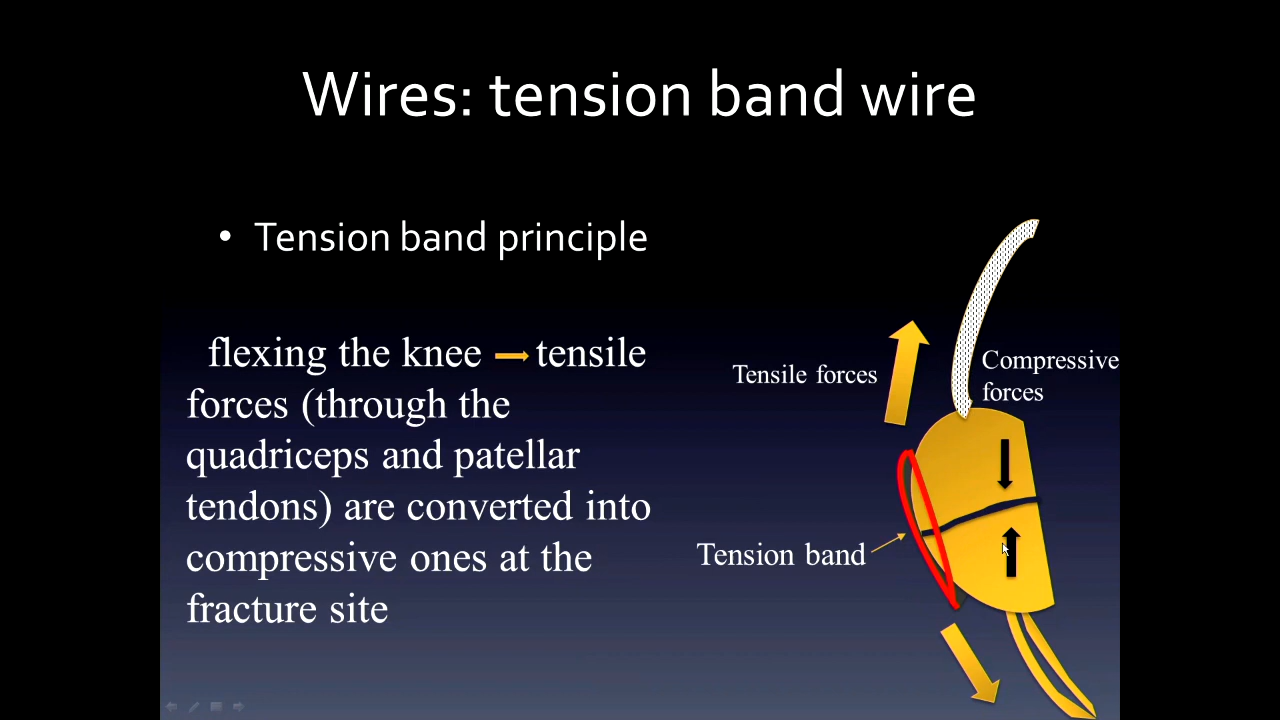 Wires: tension band wire
• Tension band principle
flexing the knee → tensile
forces (through the
quadriceps and patellar
tendons) are converted into
compressive ones at the
fracture site
Tensile forces
Compressive
forces
Tension band